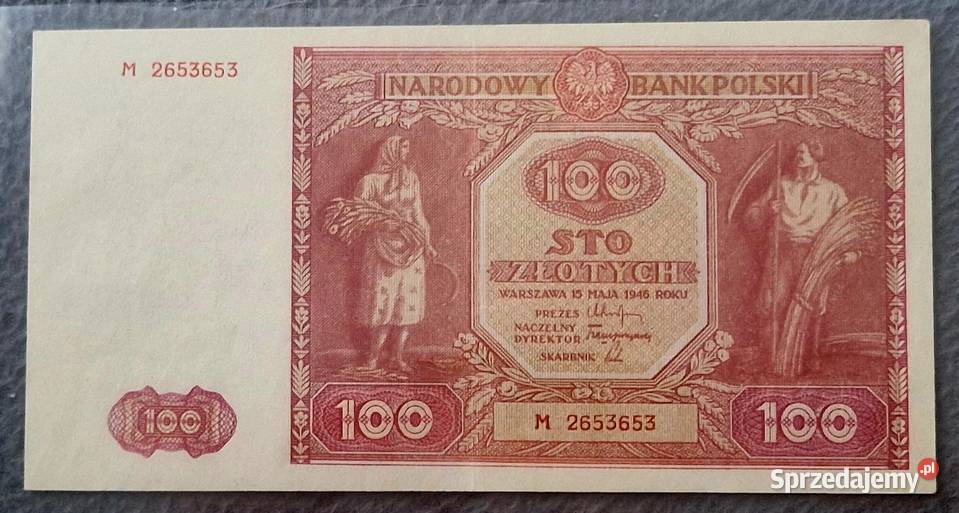 M 2653653
NARODOWY BANK POLSKI
100
STO
ZŁOTYCH
WARSZAWA 15 MAJA 1946 ROKU
PREZES
NACZELNY
DYREKTOR
SKARBNIK
100
100
M 2653653
100
Sprzedajemy.pl